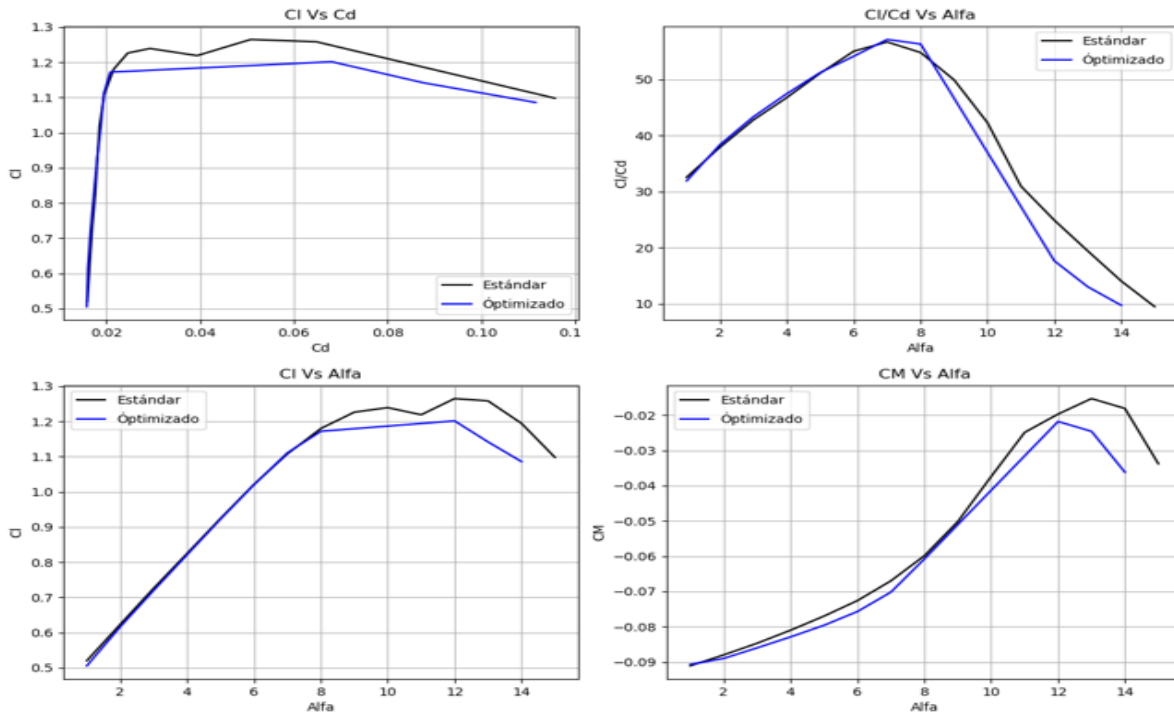 Cl Vs Cd
1.3
1.2
1.1
1.0
0.9
0.8
0.7
0.6
0.5
Cl
Estándar
Óptimizado
0.02
0.04
0.06
0.08
0.10
0.1
Cd
Cl/Cd Vs Alfa
50
40
30
20
10
Cl/Cd
Estándar
Óptimizado
2
4
6
8
10
12
14
Alfa
Cl Vs Alfa
1.3
1.2
1.1
1.0
0.9
0.8
0.7
0.6
0.5
Cl
Estándar
Óptimizado
2
4
6
8
10
12
14
Alfa
CM Vs Alfa
−0.02
−0.03
−0.04
−0.05
−0.06
−0.07
−0.08
−0.09
CM
Estándar
Óptimizado
2
4
6
8
10
12
14
Alfa